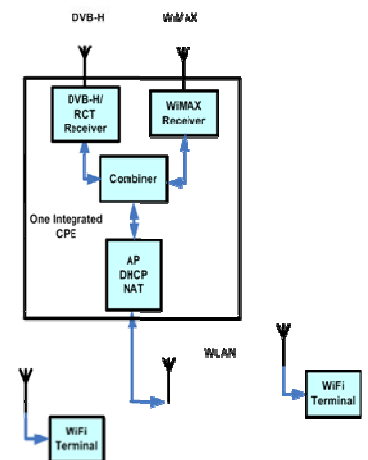 DVB-H
WiMAX
DVB-H/
RCT
Receiver
WiMAX
Receiver
Combiner
One Integrated
CPE
AP
DHCP
NAT
WLAN
WiFi
Terminal
WiFi
Terminal